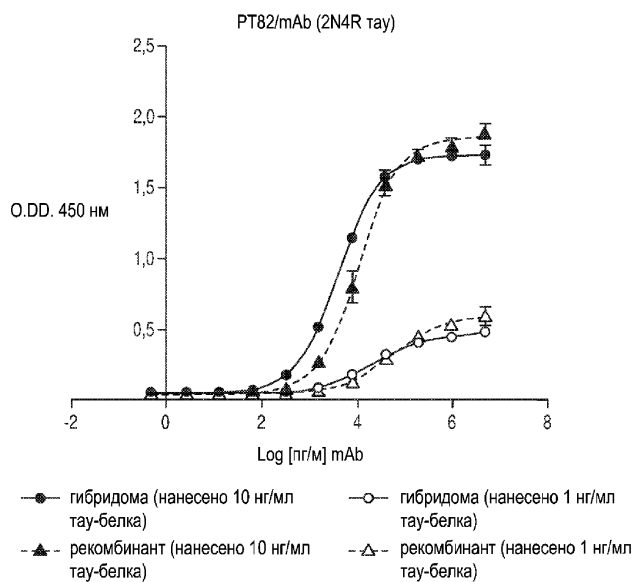 PT82/mAb (2N4R тау)
2,5
2,0
1,5
1,0
0,5
O.DD. 450 нм
-2
0
2
4
6
8
Log [пг/м] mAb
гибридома (нанесено 10 нг/мл
тау-белка)
гибридома (нанесено 1 нг/мл
тау-белка)
рекомбинант (нанесено 10 нг/мл
тау-белка)
рекомбинант (нанесено 1 нг/мл
тау-белка)